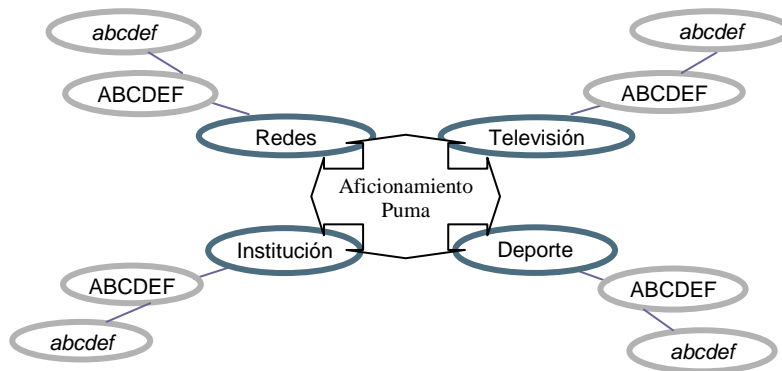 abcdef
abcdef
ABCDEF
ABCDEF
Redes
Televisión
Aficionamiento
Puma
Institución
Deporte
ABCDEF
ABCDEF
abcdef
abcdef